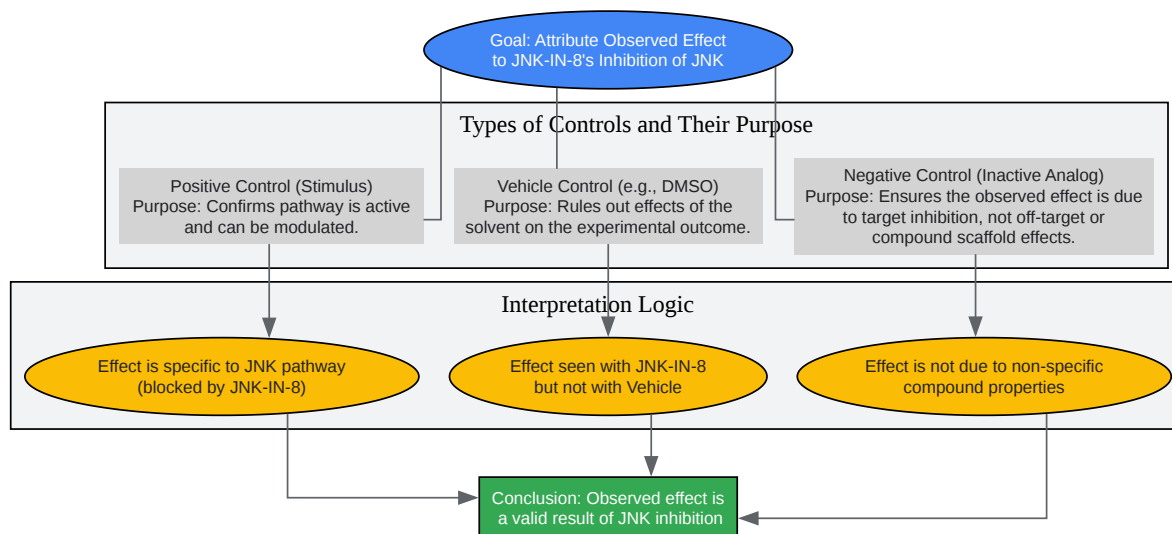 Goal: Attribute Observed Effect
to JNK-IN-8's Inhibition of JNK
Types of Controls and Their Purpose
Positive Control (Stimulus)
Purpose: Confirms pathway is active
and can be modulated.
Vehicle Control (e.g., DMSO)
Purpose: Rules out effects of the
solvent on the experimental outcome.
Negative Control (Inactive Analog)
Purpose: Ensures the observed effect is due
to target inhibition, not off-target or
compound scaffold effects.
Interpretation Logic
Effect is specific to JNK pathway
(blocked by JNK-IN-8)
Effect seen with JNK-IN-8
but not with Vehicle
Effect is not due to non-specific
compound properties
Conclusion: Observed effect is
a valid result of JNK inhibition